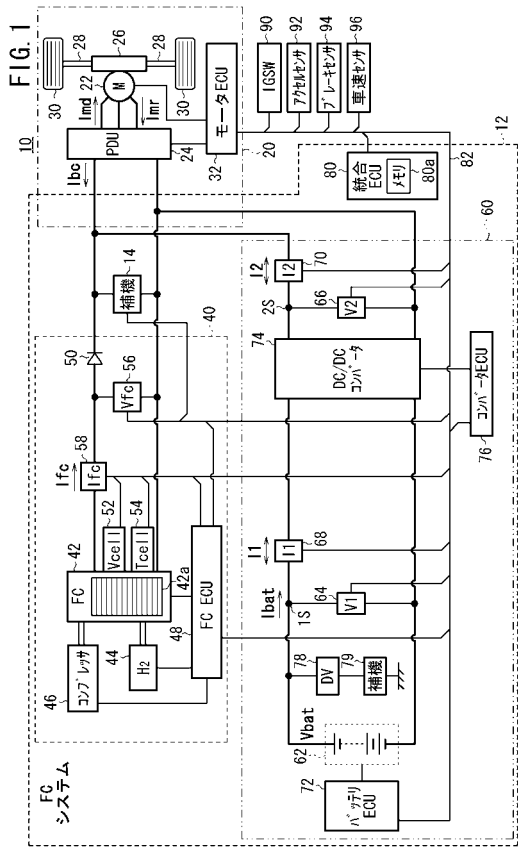 FIG. 1
10
12
30
28
26
28
30
22
M
Imd
Imr
PDU
24
Ibc
モータECU
32
20
90
IGSW
92
アクセルセンサ
94
ブレーキセンサ
96
車速センサ
80
統合
ECU
メモリ
80a
82
60
14
補機
40
50
56
Vfc
Ifc
58
Ifc
52
Vcell
54
Tcell
42
FC
42a
FC ECU
48
44
H2
46
コンプレッサ
I2
I2
70
2S
66
V2
74
DC/DC
コンバータ
コンバータECU
76
I1
I1
68
Ibat
1S
64
V1
78
DV
79
補機
Vbat
62
72
バッテリ
ECU
FC
システム